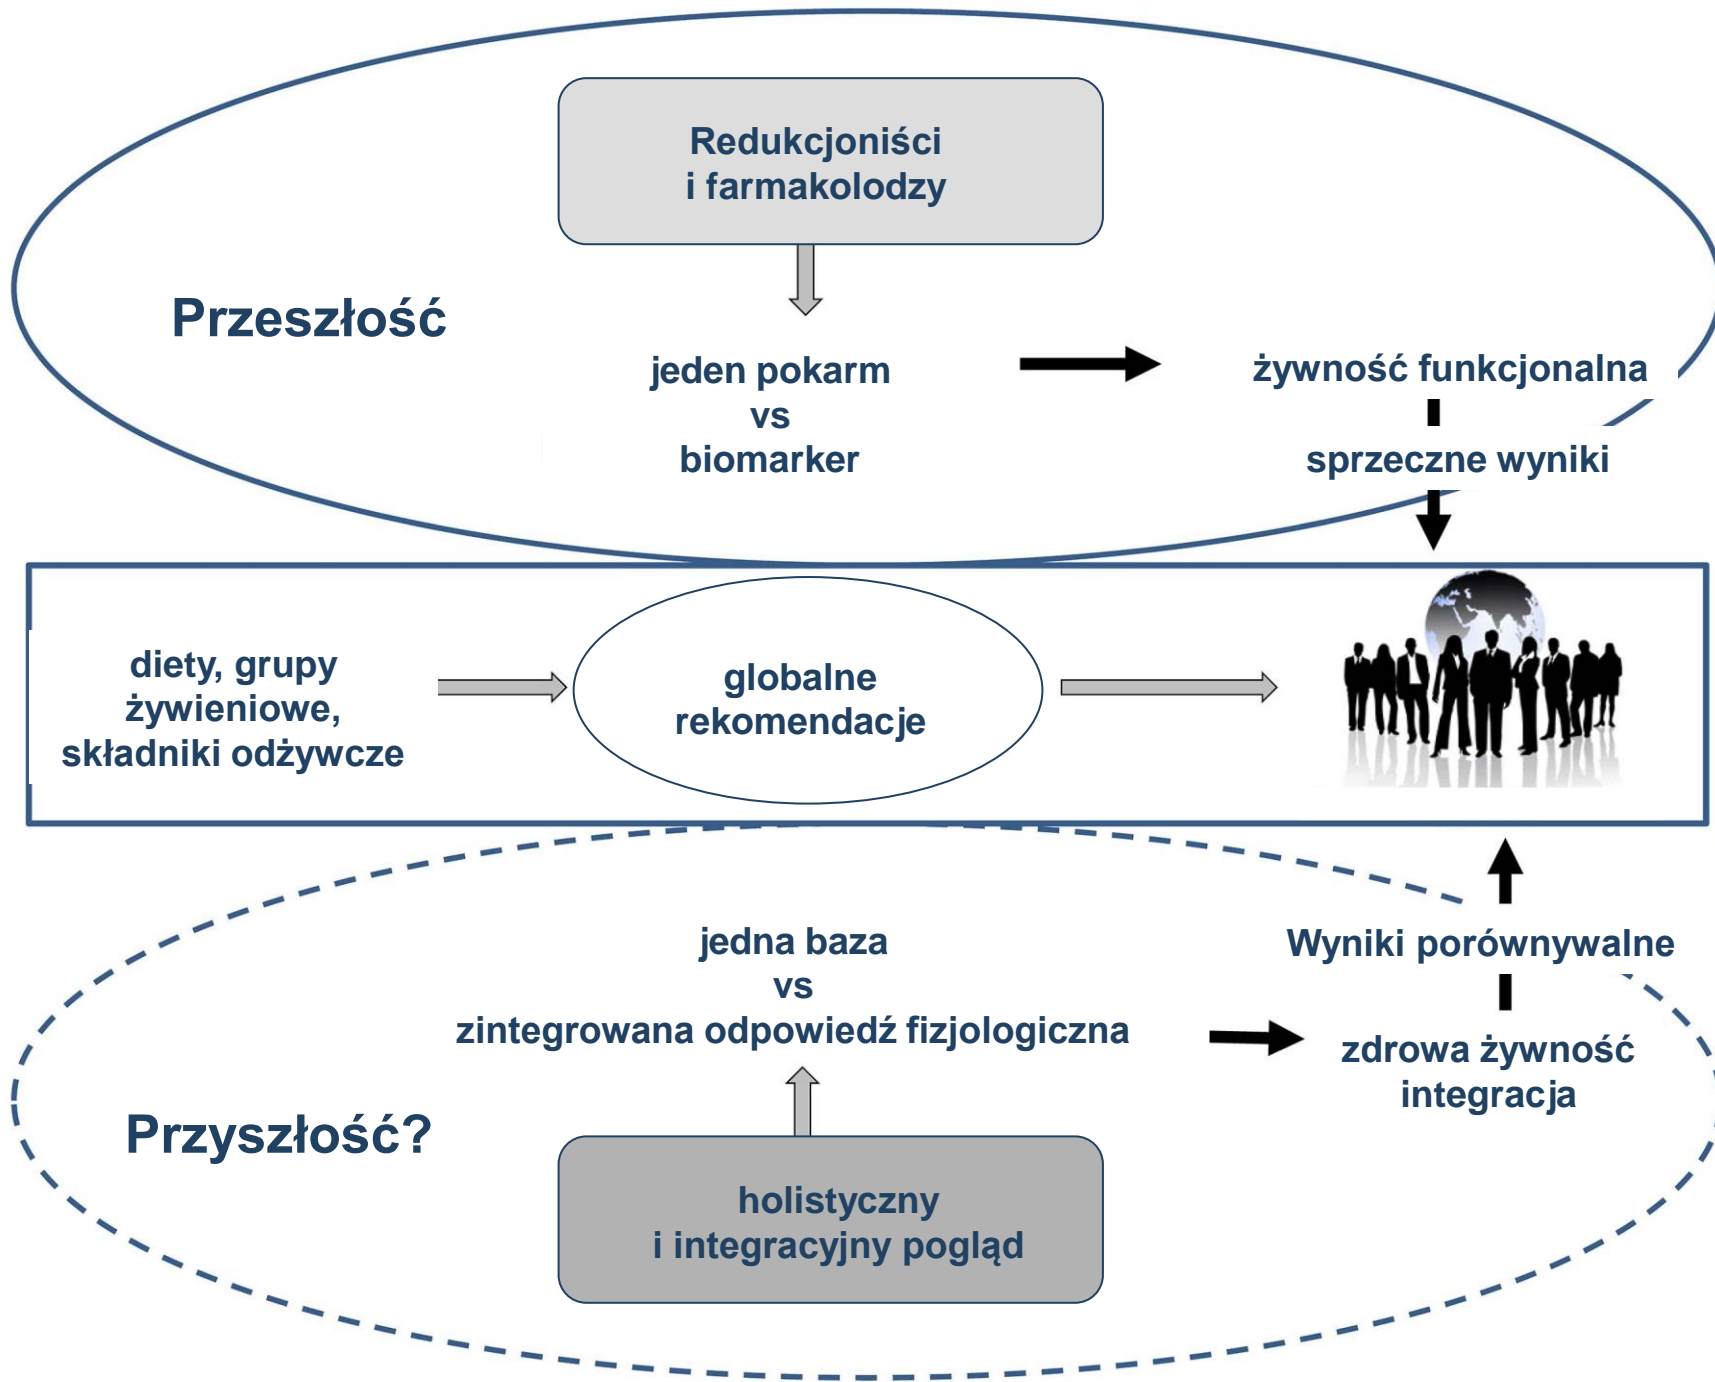 Redukcjoniści
i farmakolodzy
Przeszłość
jeden pokarm
vs
biomarker
żywność funkcjonalna
sprzeczne wyniki
diety, grupy
żywieniowe,
składniki odżywcze
globalne
rekomendacje
jedna baza
vs
zintegrowana odpowiedź fizjologiczna
Wyniki porównywalne
zdrowa żywność
integracja
Przyszłość?
holistyczny
i integracyjny pogląd